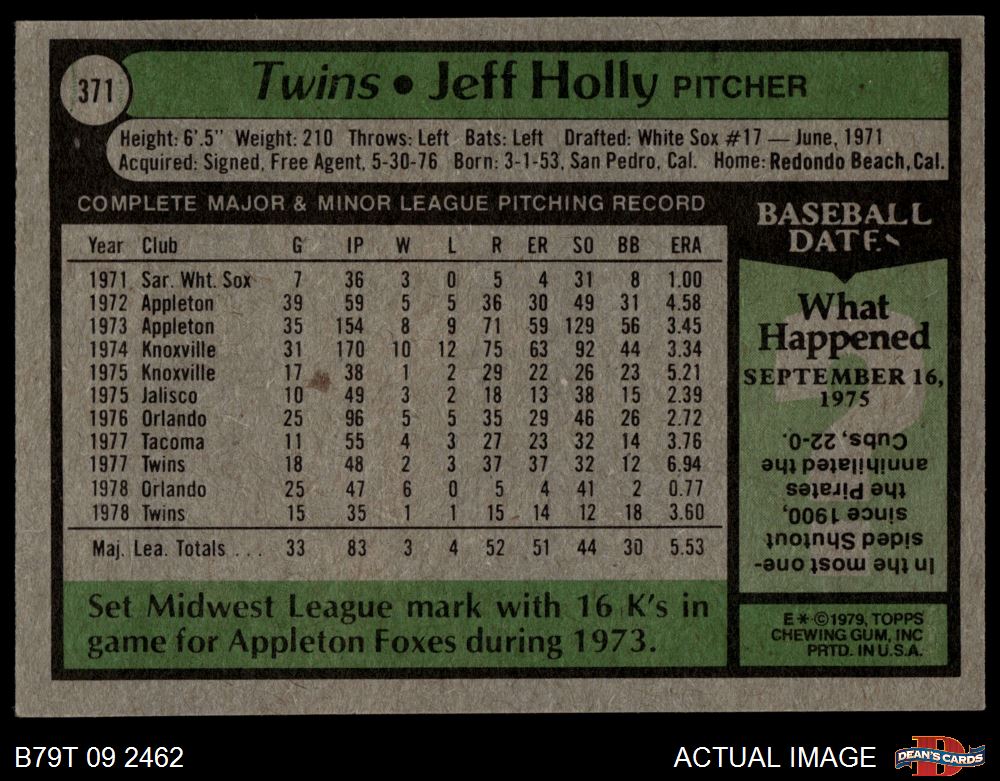 371
Twins • Jeff Holly PITCHER
Height: 6'.5" Weight: 210 Throws: Left Bats: Left Drafted: White Sox #17 — June, 1971
Acquired: Signed, Free Agent, 5-30-76 Born: 3-1-53, San Pedro, Cal. Home: Redondo Beach, Cal.
COMPLETE MAJOR & MINOR LEAGUE PITCHING RECORD
Year Club G IP W L R ER SO BB ERA
1971 Sar. Wht. Sox 7 36 3 0 5 4 31 8 1.00
1972 Appleton 39 59 5 5 36 30 49 31 4.58
1973 Appleton 35 154 8 9 71 59 129 56 3.45
1974 Knoxville 31 170 10 12 75 63 92 44 3.34
1975 Knoxville 17 38 1 2 29 22 26 23 5.21
1975 Jalisco 10 49 3 2 18 13 38 15 2.39
1976 Orlando 25 96 5 5 35 29 46 26 2.72
1977 Tacoma 11 55 4 3 27 23 32 14 3.76
1977 Twins 18 48 2 3 37 37 32 12 6.94
1978 Orlando 25 47 6 0 5 4 41 2 0.77
1978 Twins 15 35 1 1 15 14 12 18 3.60
Maj. Lea. Totals . . . 33 83 3 4 52 51 44 30 5.53
Set Midwest League mark with 16 K's in
game for Appleton Foxes during 1973.
BASEBALL
DATES
What
Happened
SEPTEMBER 16,
1975
In the most one-
sided Shutout
since 1900,
the Pirates
annihilated the
Cubs, 22-0.
E*©1979, TOPPS
CHEWING GUM, INC
PRTD. IN U.S.A.
B79T 09 2462
ACTUAL IMAGE
DEAN'S CARDS